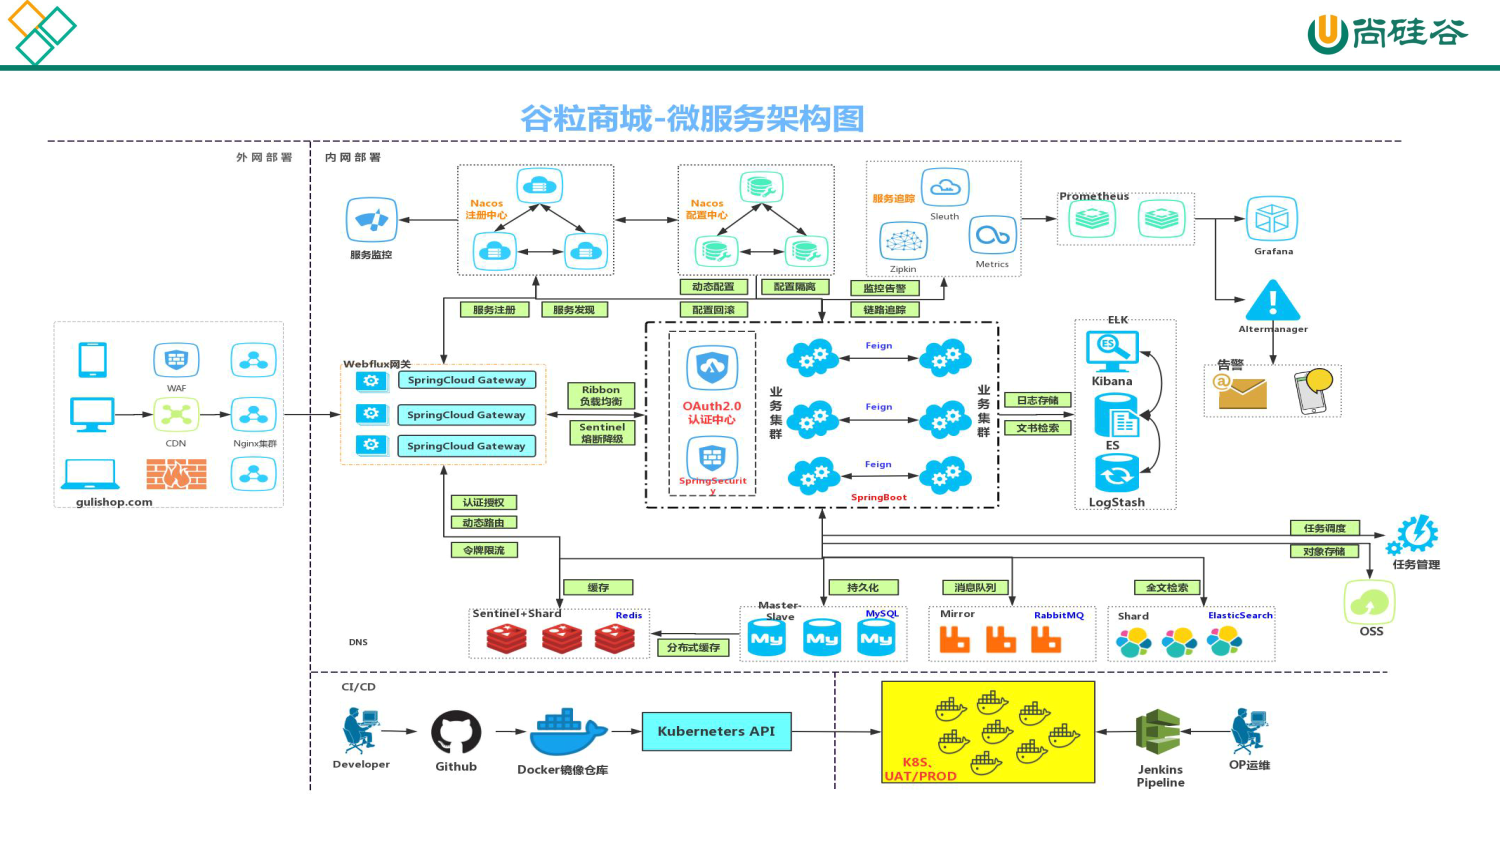 尚硅谷
谷粒商城-微服务架构图
外网部署
内网部署
Nacos
注册中心
Nacos
配置中心
服务追踪
Sleuth
Zipkin
Metrics
Prometheus
Grafana
服务监控
动态配置
配置隔离
监控告警
服务注册
服务发现
配置回滚
链路追踪
Altermanager
告警
@
WAF
CDN
Nginx集群
gulishop.com
Webflux网关
SpringCloud Gateway
SpringCloud Gateway
SpringCloud Gateway
Ribbon
负载均衡
Sentinel
熔断降级
OAuth2.0
认证中心
SpringSecurit
y
业务集群
Feign
Feign
Feign
SpringBoot
业务集群
日志存储
文书检索
ELK
ES
Kibana
ES
LogStash
认证授权
动态路由
令牌限流
任务调度
对象存储
任务管理
OSS
缓存
持久化
消息队列
全文检索
Sentinel+Shard
Redis
分布式缓存
Master-
Slave
MySQL
My
My
My
Mirror
RabbitMQ
Shard
ElasticSearch
DNS
CI/CD
Developer
Github
Docker镜像仓库
Kuberneters API
K8S、
UAT/PROD
Jenkins
Pipeline
OP运维